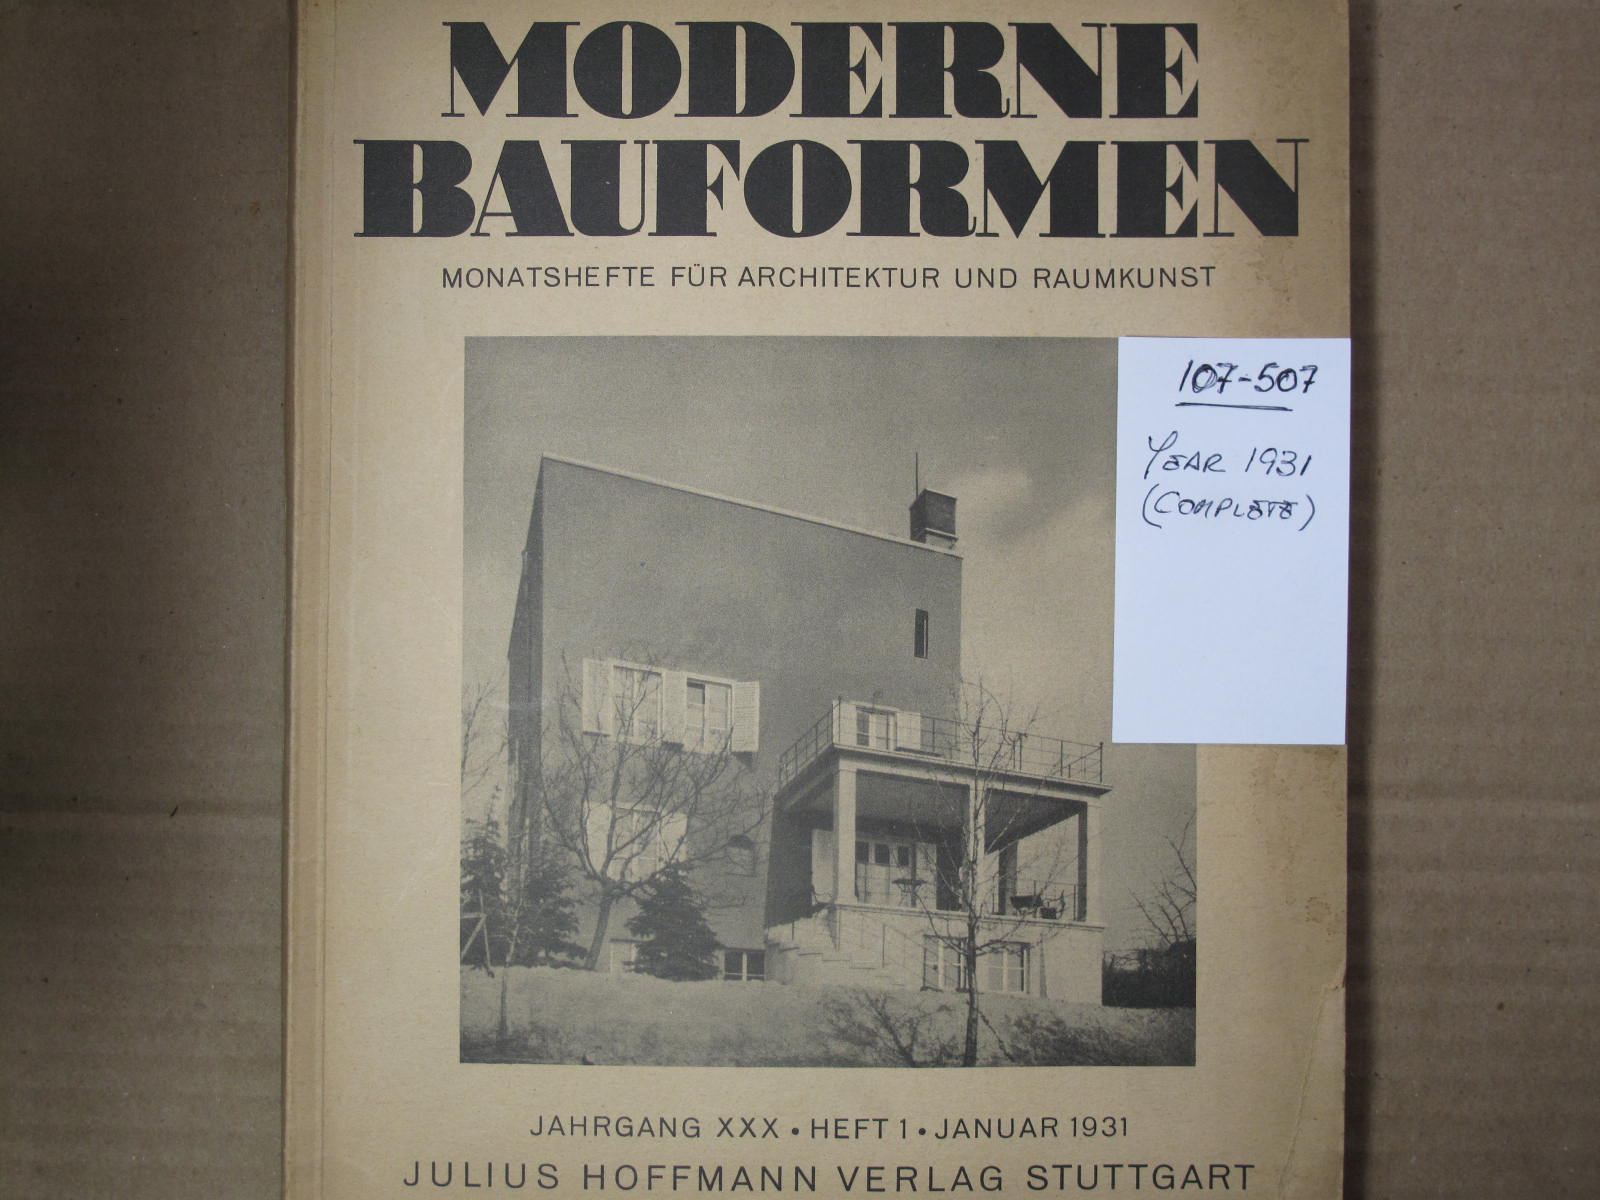 MODERNE
BAUFORMEN
MONATSHEFTE FÜR ARCHITEKTUR UND RAUMKUNST
107-507
YEAR 1931
(COMPLETE)
JAHRGANG XXX • HEFT 1 • JANUAR 1931
JULIUS HOFFMANN VERLAG STUTTGART